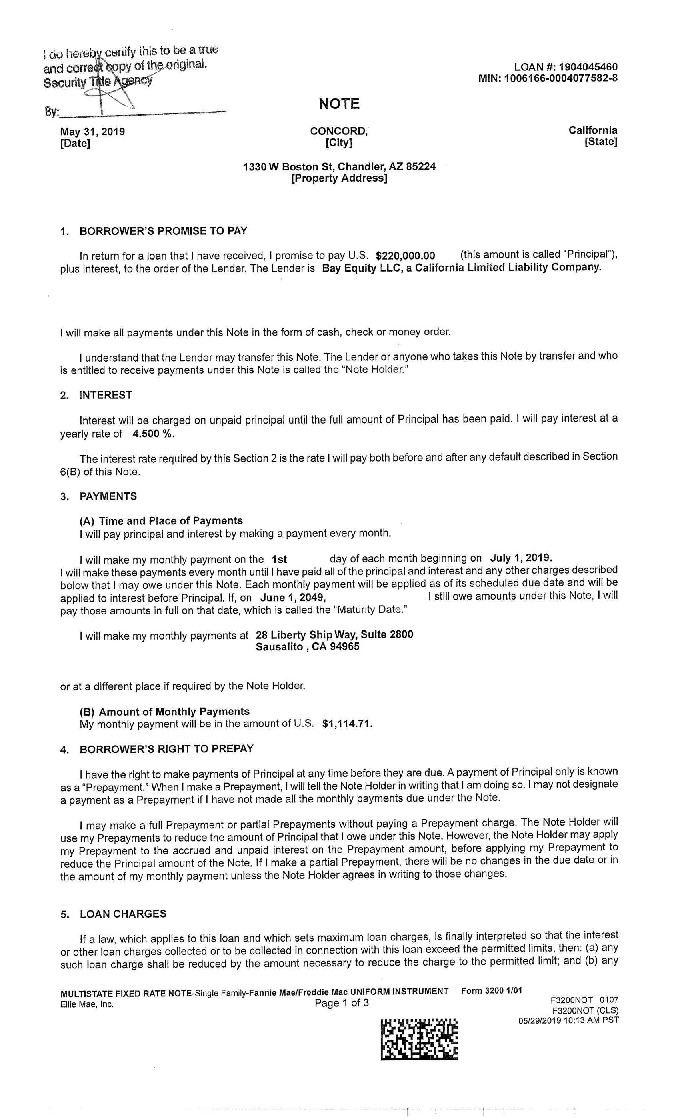 I do hereby certify this to be a true
and correct copy of the original.
Security Title Agency
By:
LOAN #: 1904045460
MIN: 1006166-0004077582-8
NOTE
May 31, 2019 CONCORD, California
[Date] [City] [State]
1330 W Boston St, Chandler, AZ 85224
[Property Address]
1. BORROWER'S PROMISE TO PAY
In return for a loan that I have received, I promise to pay U.S. $220,000.00 (this amount is called "Principal"),
plus interest, to the order of the Lender. The Lender is Bay Equity LLC, a California Limited Liability Company.
I will make all payments under this Note in the form of cash, check or money order.
I understand that the Lender may transfer this Note. The Lender or anyone who takes this Note by transfer and who
is entitled to receive payments under this Note is called the "Note Holder."
2. INTEREST
Interest will be charged on unpaid principal until the full amount of Principal has been paid. I will pay interest at a
yearly rate of 4.500 %.
The interest rate required by this Section 2 is the rate I will pay both before and after any default described in Section
6(B) of this Note.
3. PAYMENTS
(A) Time and Place of Payments
I will pay principal and interest by making a payment every month.
I will make my monthly payment on the 1st day of each month beginning on July 1, 2019.
I will make these payments every month until I have paid all of the principal and interest and any other charges described
below that I may owe under this Note. Each monthly payment will be applied as of its scheduled due date and will be
applied to interest before Principal. If, on June 1, 2049, I still owe amounts under this Note, I will
pay those amounts in full on that date, which is called the "Maturity Date."
I will make my monthly payments at 28 Liberty Ship Way, Suite 2800
Sausalito , CA 94965
or at a different place if required by the Note Holder.
(B) Amount of Monthly Payments
My monthly payment will be in the amount of U.S. $1,114.71.
4. BORROWER'S RIGHT TO PREPAY
I have the right to make payments of Principal at any time before they are due. A payment of Principal only is known
as a "Prepayment." When I make a Prepayment, I will tell the Note Holder in writing that I am doing so. I may not designate
a payment as a Prepayment if I have not made all the monthly payments due under the Note.
I may make a full Prepayment or partial Prepayments without paying a Prepayment charge. The Note Holder will
use my Prepayments to reduce the amount of Principal that I owe under this Note. However, the Note Holder may apply
my Prepayment to the accrued and unpaid interest on the Prepayment amount, before applying my Prepayment to
reduce the Principal amount of the Note. If I make a partial Prepayment, there will be no changes in the due date or in
the amount of my monthly payment unless the Note Holder agrees in writing to those changes.
5. LOAN CHARGES
If a law, which applies to this loan and which sets maximum loan charges, is finally interpreted so that the interest
or other loan charges collected or to be collected in connection with this loan exceed the permitted limits, then: (a) any
such loan charge shall be reduced by the amount necessary to reduce the charge to the permitted limit; and (b) any
MULTISTATE FIXED RATE NOTE-Single Family-Fannie Mae/Freddie Mac UNIFORM INSTRUMENT Form 3200 1/01
Ellie Mae, Inc. Page 1 of 3 F3200NOT 0107
F3200NOT (CLS)
05/29/2019 10:13 AM PST